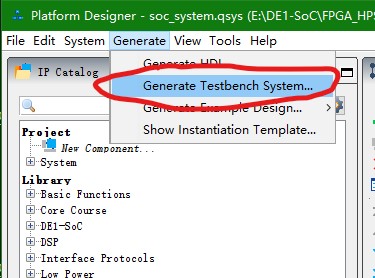 Platform Designer - soc_system.qsys (E:\DE1-SoC\FPGA_HPS
File Edit System Generate View Tools Help
IP Catalog
Generate HDL...
Generate Testbench System...
Generate Example Design...
Show Instantiation Template...
Project
New Component...
System
Library
Basic Functions
Core Course
DE1-SoC
DSP
Interface Protocols
Low Power